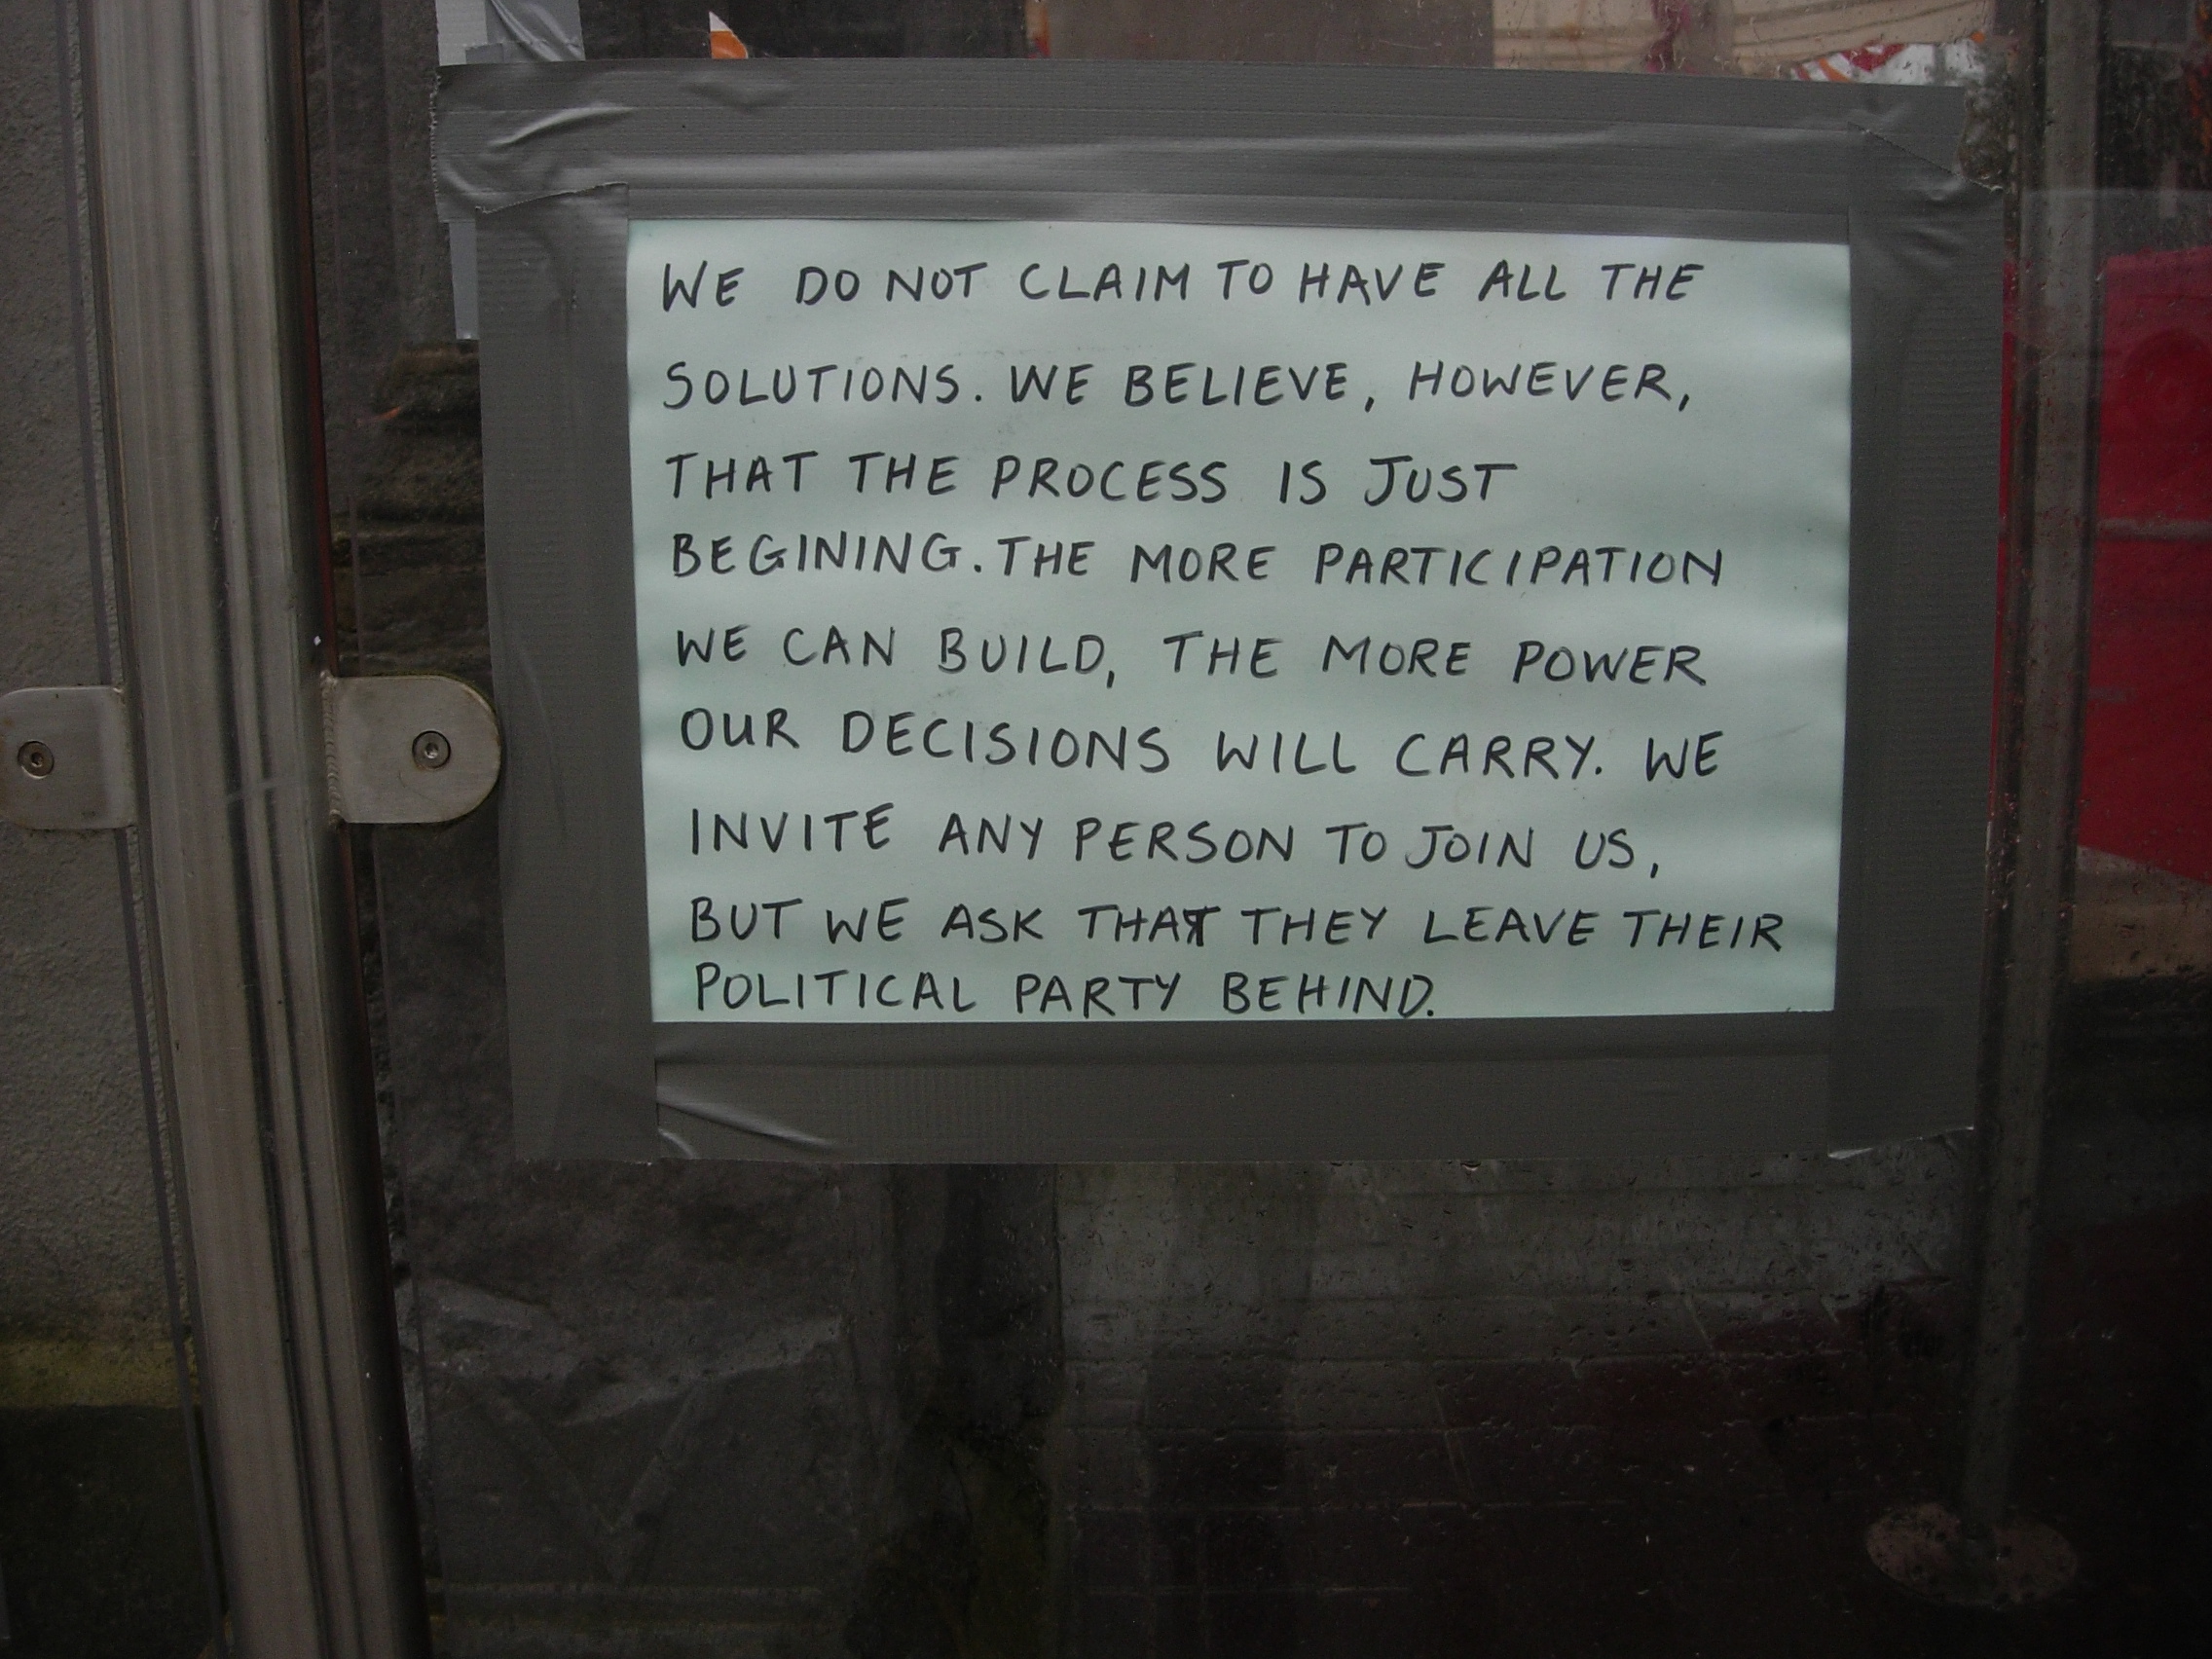 WE DO NOT CLAIM TO HAVE ALL THE
SOLUTIONS. WE BELIEVE, HOWEVER,
THAT THE PROCESS IS JUST
BEGINING. THE MORE PARTICIPATION
WE CAN BUILD, THE MORE POWER
OUR DECISIONS WILL CARRY. WE
INVITE ANY PERSON TO JOIN US,
BUT WE ASK THAT THEY LEAVE THEIR
POLITICAL PARTY BEHIND.